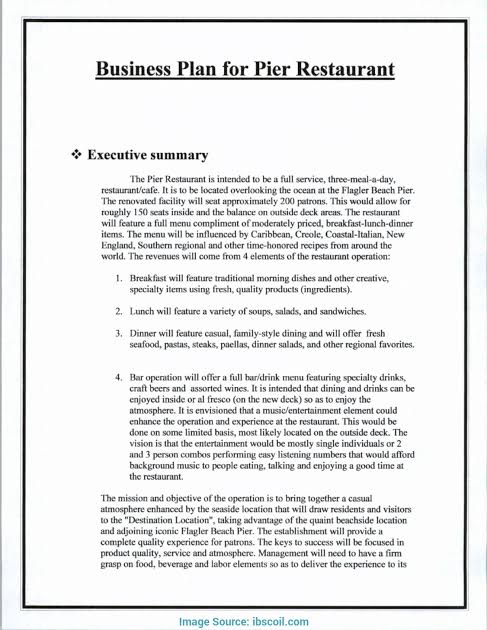 Business Plan for Pier Restaurant
❖ Executive summary
The Pier Restaurant is intended to be a full service, three-meal-a-day,
restaurant/cafe. It is to be located overlooking the ocean at the Flagler Beach Pier.
The renovated facility will seat approximately 200 patrons. This would allow for
roughly 150 seats inside and the balance on outside deck areas. The restaurant
will feature a full menu compliment of moderately priced, breakfast-lunch-dinner
items. The menu will be influenced by Caribbean, Creole, Coastal-Italian, New
England, Southern regional and other time-honored recipes from around the
world. The revenues will come from 4 elements of the restaurant operation:
1. Breakfast will feature traditional morning dishes and other creative,
specialty items using fresh, quality products (ingredients).
2. Lunch will feature a variety of soups, salads, and sandwiches.
3. Dinner will feature casual, family-style dining and will offer fresh
seafood, pastas, steaks, paellas, dinner salads, and other regional favorites.
4. Bar operation will offer a full bar/drink menu featuring specialty drinks,
craft beers and assorted wines. It is intended that dining and drinks can be
enjoyed inside or al fresco (on the new deck) so as to enjoy the
atmosphere. It is envisioned that a music/entertainment element could
enhance the operation and experience at the restaurant. This would be
done on some limited basis, most likely located on the outside deck. The
vision is that the entertainment would be mostly single individuals or 2
and 3 person combos performing easy listening numbers that would afford
background music to people eating, talking and enjoying a good time at
the restaurant.
The mission and objective of the operation is to bring together a casual
atmosphere enhanced by the seaside location that will draw residents and visitors
to the "Destination Location", taking advantage of the quaint beachside location
and adjoining iconic Flagler Beach Pier. The establishment will provide a
complete quality experience for patrons. The keys to success will be focused in
product quality, service and atmosphere. Management will need to have a firm
grasp on food, beverage and labor elements so as to deliver the experience to its
Image Source: ibscoil.com